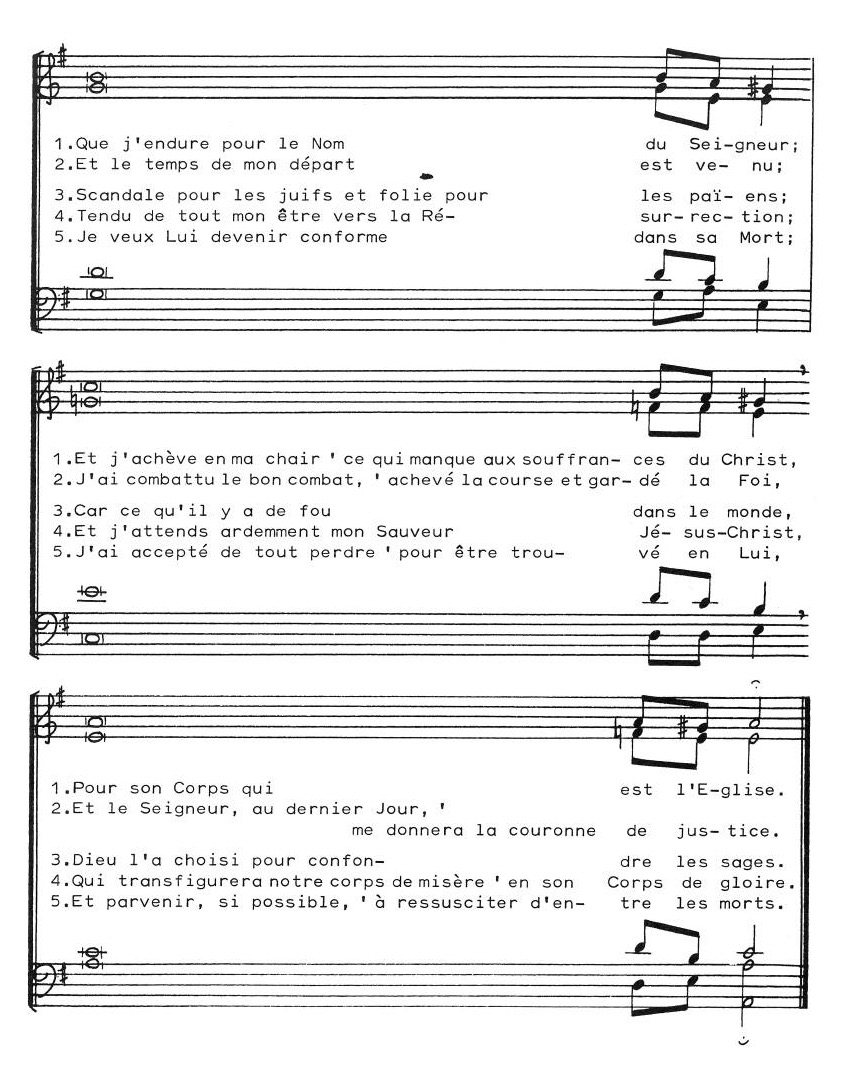 1.Que j'endure pour le Nom du Sei-gneur;
2.Et le temps de mon départ est ve- nu;
3.Scandale pour les juifs et folie pour les paï- ens;
4.Tendu de tout mon être vers la Ré- sur-rec-tion;
5.Je veux Lui devenir conforme dans sa Mort;
1.Et j'achève en ma chair ' ce qui manque aux souffran- ces du Christ,
2.J'ai combattu le bon combat, ' achevé la course et gar- dé la Foi,
3.Car ce qu'il y a de fou dans le monde,
4.Et j'attends ardemment mon Sauveur Jé- sus-Christ,
5.J'ai accepté de tout perdre ' pour être trou- vé en Lui,
1.Pour son Corps qui est l'E-glise.
2.Et le Seigneur, au dernier Jour, '
me donnera la couronne de jus-tice.
3.Dieu l'a choisi pour confon- dre les sages.
4.Qui transfigurera notre corps de misère ' en son Corps de gloire.
5.Et parvenir, si possible, ' à ressusciter d'en- tre les morts.